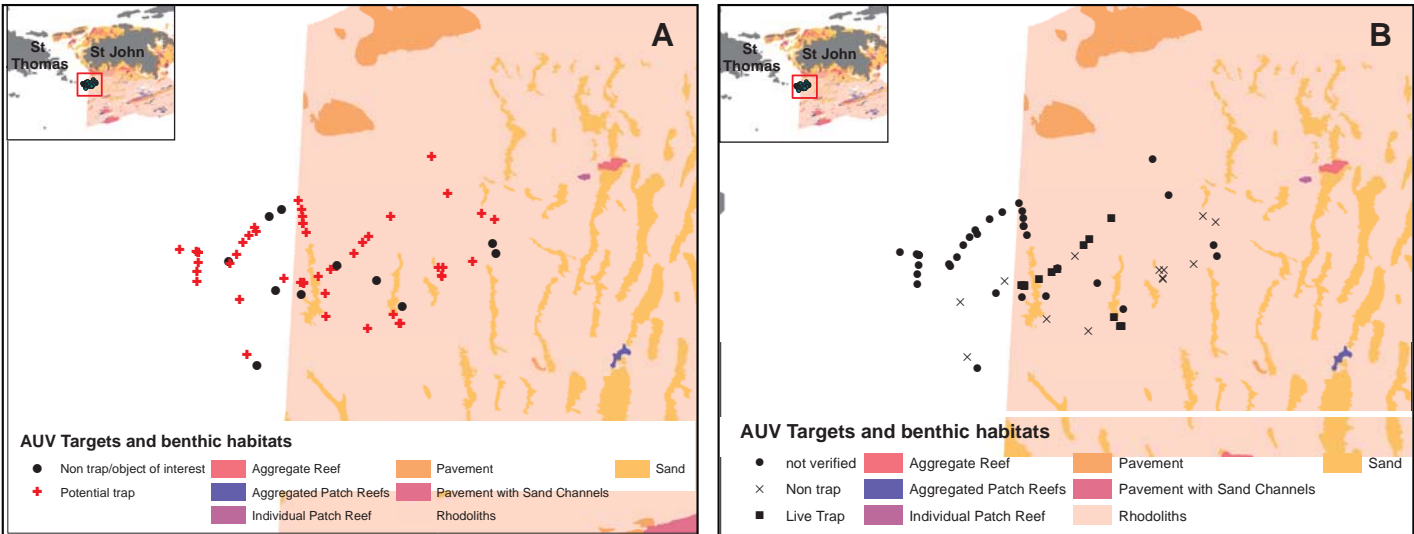 A
St
Thomas
St John
AUV Targets and benthic habitats
Non trap/object of interest
Potential trap
Aggregate Reef
Aggregated Patch Reefs
Individual Patch Reef
Pavement
Pavement with Sand Channels
Rhodoliths
Sand
B
St
Thomas
St John
AUV Targets and benthic habitats
not verified
Non trap
Live Trap
Aggregate Reef
Aggregated Patch Reefs
Individual Patch Reef
Pavement
Pavement with Sand Channels
Rhodoliths
Sand